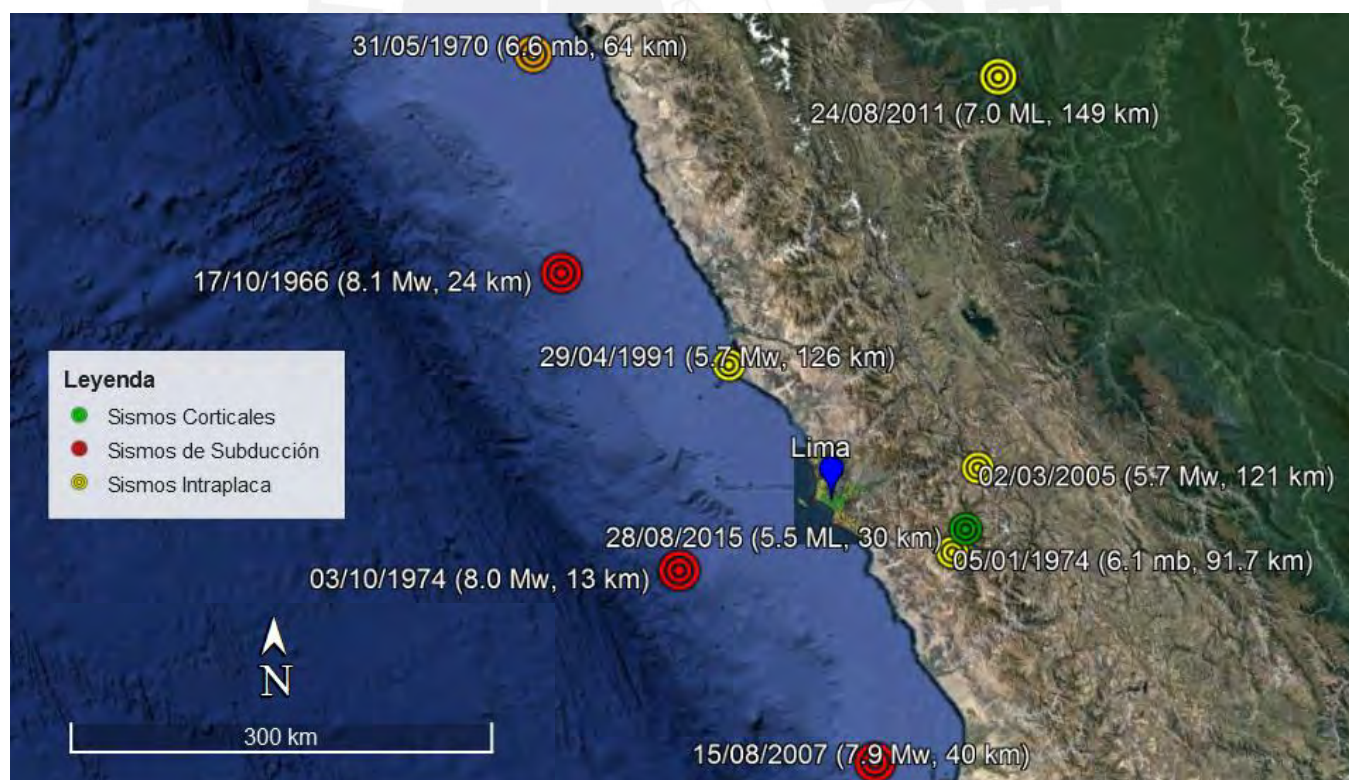 31/05/1970 (6.6 mb, 64 km)
24/08/2011 (7.0 ML, 149 km)
17/10/1966 (8.1 Mw, 24 km)
29/04/1991 (5.7 Mw, 126 km)
Leyenda
Sismos Corticales
Sismos de Subducción
Sismos Intraplaca
Lima
02/03/2005 (5.7 Mw, 121 km)
28/08/2015 (5.5 ML, 30 km)
05/01/1974 (6.1 mb, 91.7 km)
03/10/1974 (8.0 Mw, 13 km)
N
300 km
15/08/2007 (7.9 Mw, 40 km)